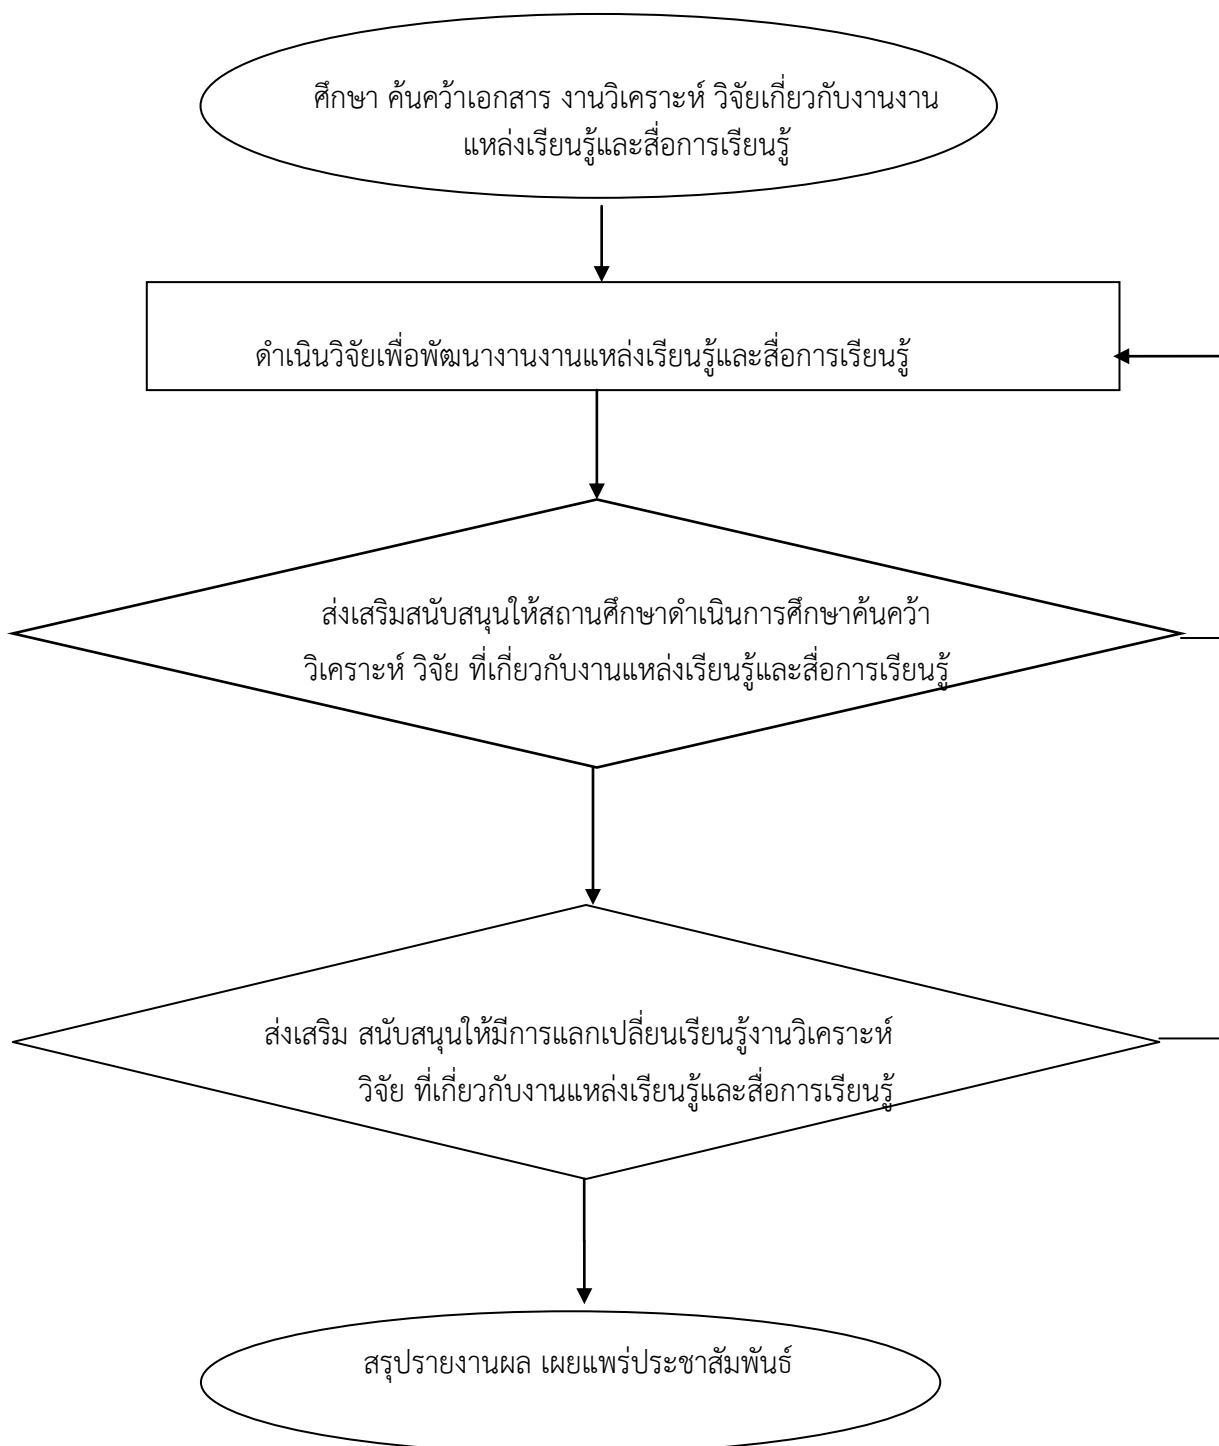 ศึกษา ค้นคว้าเอกสาร งานวิเคราะห์ วิจัยเกี่ยวกับงานงาน
แหล่งเรียนรู้และสื่อการเรียนรู้
ดำเนินวิจัยเพื่อพัฒนางานงานแหล่งเรียนรู้และสื่อการเรียนรู้
ส่งเสริมสนับสนุนให้สถานศึกษาดำเนินการศึกษาค้นคว้า
วิเคราะห์ วิจัย ที่เกี่ยวกับงานแหล่งเรียนรู้และสื่อการเรียนรู้
ส่งเสริม สนับสนุนให้มีการแลกเปลี่ยนเรียนรู้งานวิเคราะห์
วิจัย ที่เกี่ยวกับงานแหล่งเรียนรู้และสื่อการเรียนรู้
สรุปรายงานผล เผยแพร่ประชาสัมพันธ์